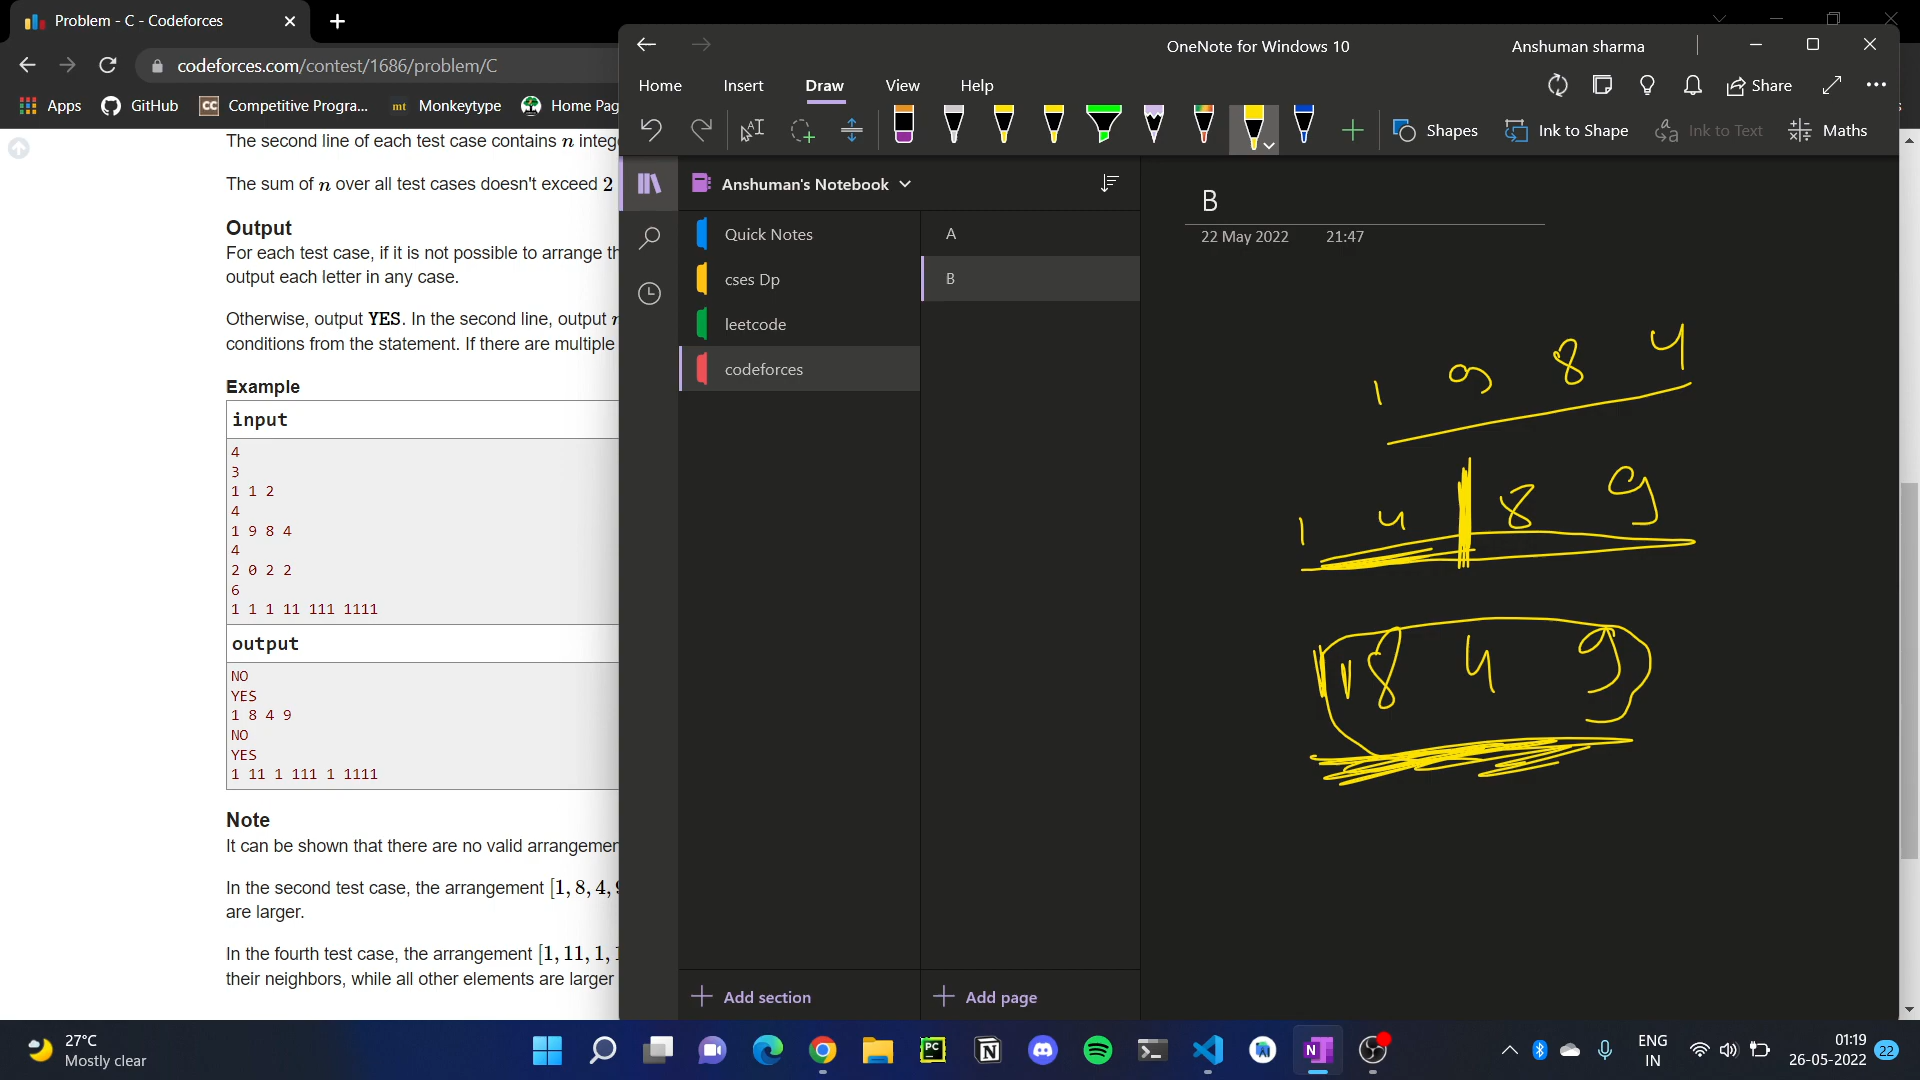 Problem - C - Codeforces
codeforces.com/contest/1686/problem/C
Apps GitHub Competitive Progra... Monkeytype Home Pag
The second line of each test case contains n integ
The sum of n over all test cases doesn't exceed 2
Output
For each test case, if it is not possible to arrange th
output each letter in any case.
Otherwise, output YES. In the second line, output n
conditions from the statement. If there are multiple
Example
input
4
3
1 1 2
4
1 9 8 4
4
2 0 2 2
6
1 1 1 11 111 1111
output
NO
YES
1 8 4 9
NO
YES
1 11 1 111 1 1111
Note
It can be shown that there are no valid arrangemen
In the second test case, the arrangement [1, 8, 4, 9
are larger.
In the fourth test case, the arrangement [1, 11, 1, 1
their neighbors, while all other elements are larger
OneNote for Windows 10
Anshuman sharma
Home Insert Draw View Help
Share
Shapes Ink to Shape Ink to Text Maths
Anshuman's Notebook
Quick Notes
cses Dp
leetcode
codeforces
A
B
Add section
Add page
B
22 May 2022 21:47
1 9 8 4
1 4 8 9
1 8 4 9
27°C
Mostly clear
ENG
IN
01:19
26-05-2022
22